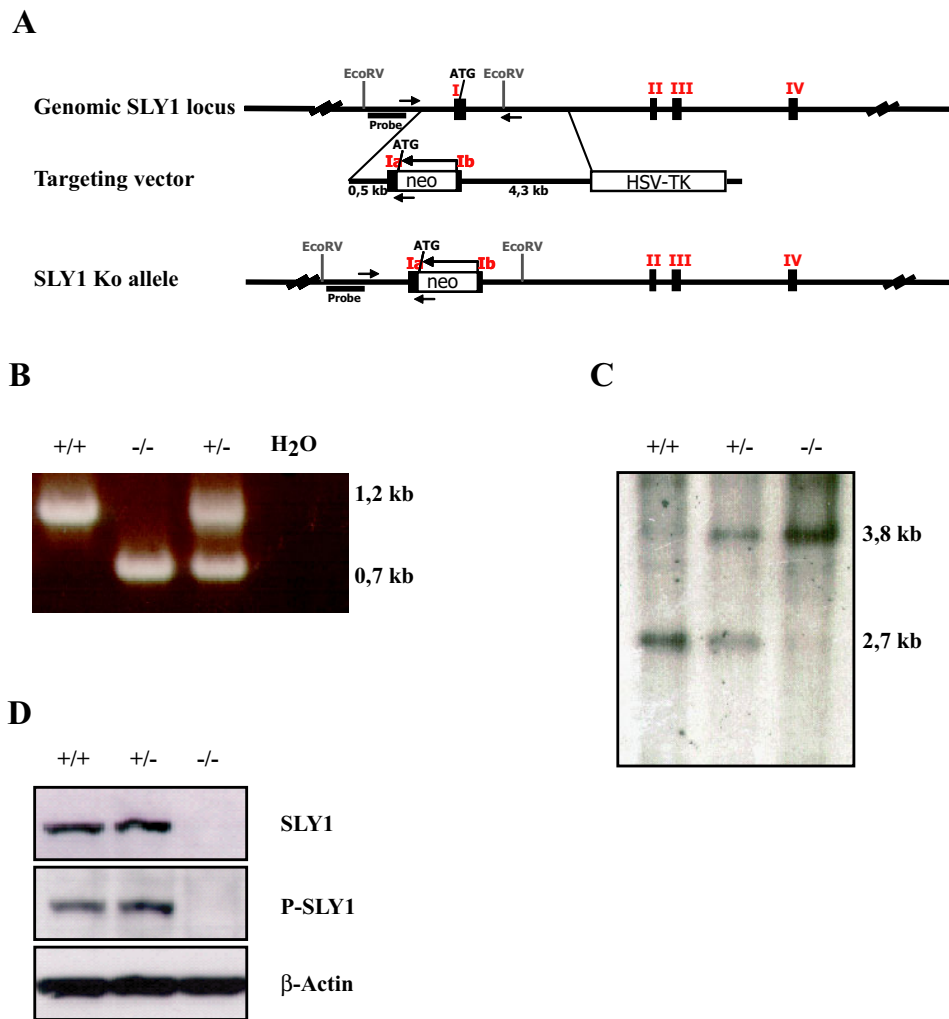 A
EcoRV ATG EcoRV
I II III IV
Genomic SLY1 locus
Probe
ATG
Ia Ib
Targeting vector neo HSV-TK
0,5 kb 4,3 kb
EcoRV ATG EcoRV
Ia Ib II III IV
SLY1 Ko allele neo
Probe
B
+/+ -/- +/- H2O
1,2 kb
0,7 kb
C
+/+ +/- -/-
3,8 kb
2,7 kb
D
+/+ +/- -/-
SLY1
P-SLY1
β-Actin